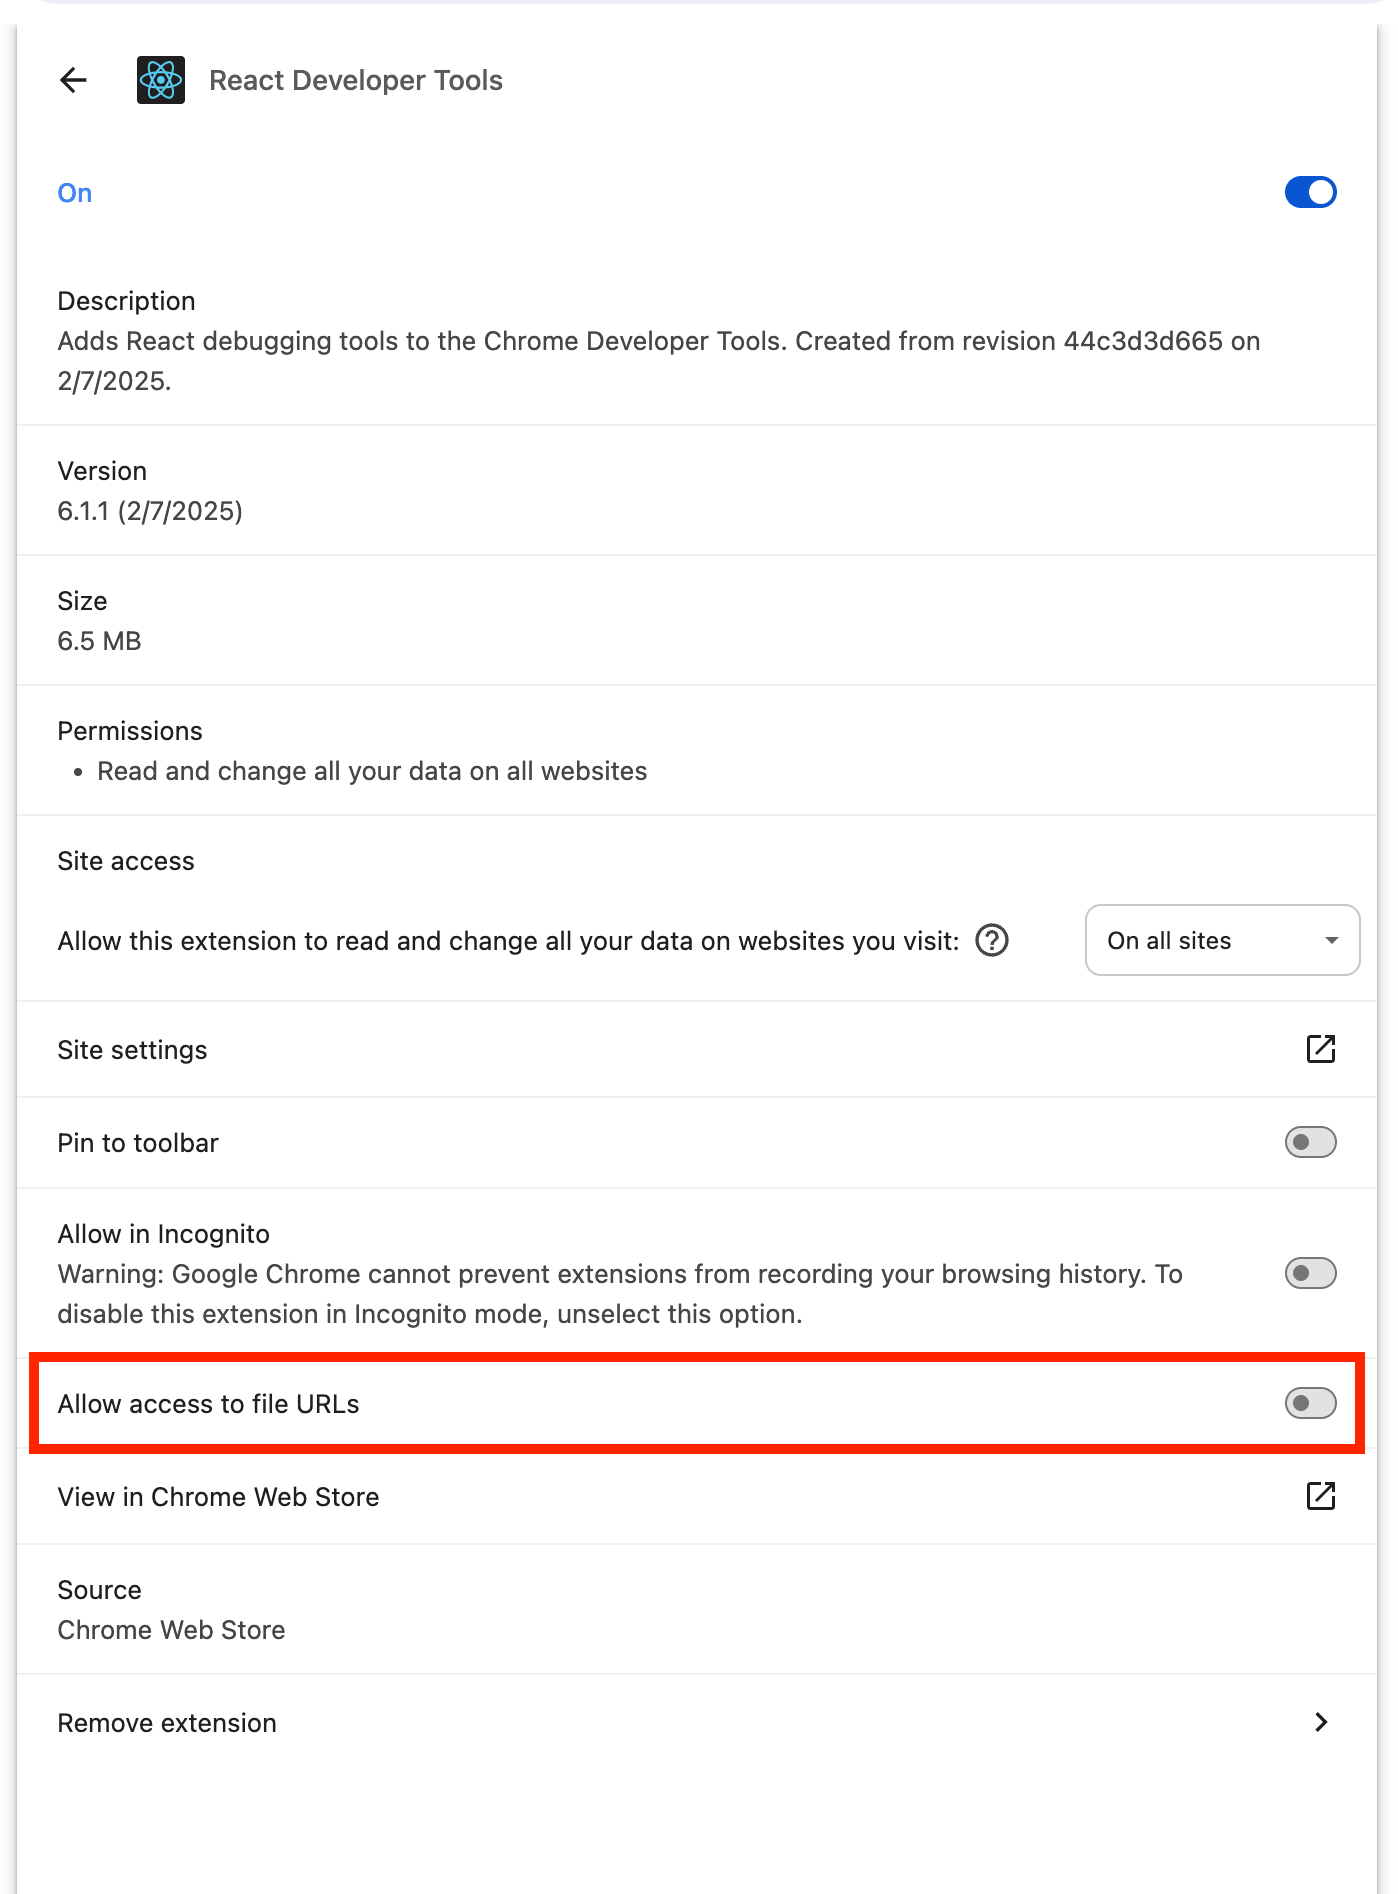 React Developer Tools
On
Description
Adds React debugging tools to the Chrome Developer Tools. Created from revision 44c3d3d665 on
2/7/2025.
Version
6.1.1 (2/7/2025)
Size
6.5 MB
Permissions
• Read and change all your data on all websites
Site access
Allow this extension to read and change all your data on websites you visit: ? On all sites
Site settings
Pin to toolbar
Allow in Incognito
Warning: Google Chrome cannot prevent extensions from recording your browsing history. To
disable this extension in Incognito mode, unselect this option.
Allow access to file URLs
View in Chrome Web Store
Source
Chrome Web Store
Remove extension